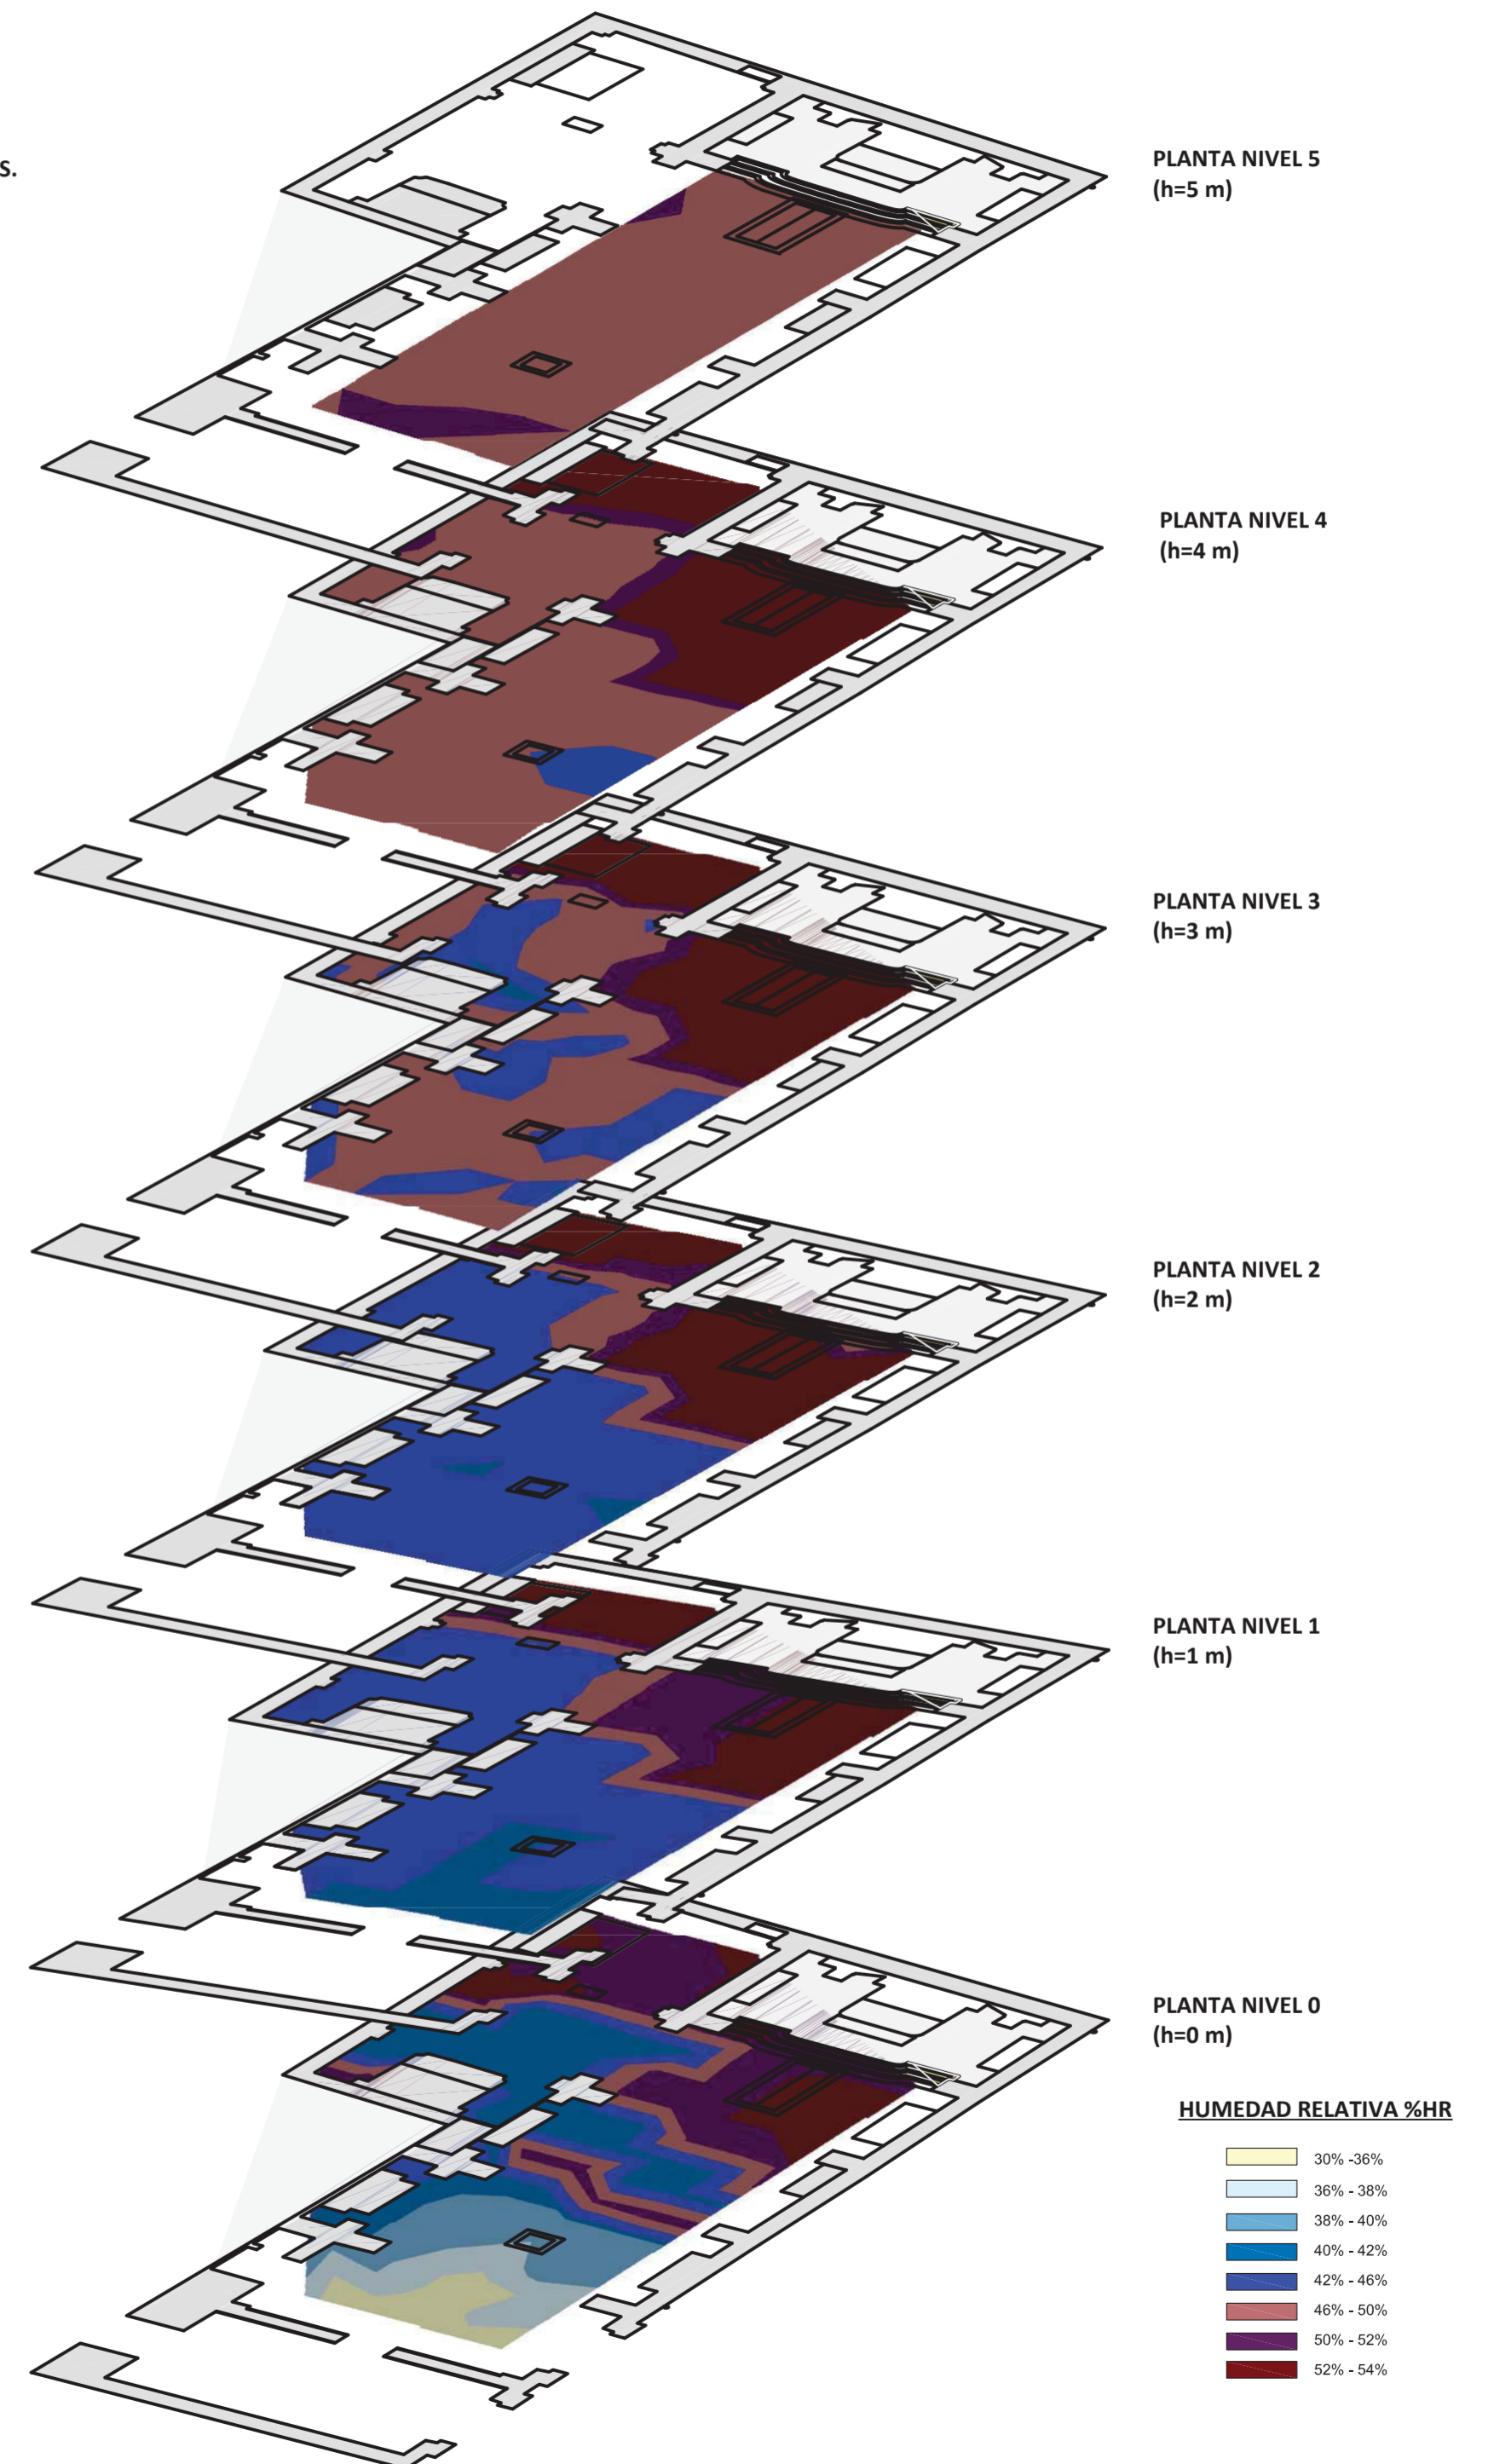 S.
PLANTA NIVEL 5
(h=5 m)
PLANTA NIVEL 4
(h=4 m)
PLANTA NIVEL 3
(h=3 m)
PLANTA NIVEL 2
(h=2 m)
PLANTA NIVEL 1
(h=1 m)
PLANTA NIVEL 0
(h=0 m)
HUMEDAD RELATIVA %HR
30% -36%
36% - 38%
38% - 40%
40% - 42%
42% - 46%
46% - 50%
50% - 52%
52% - 54%